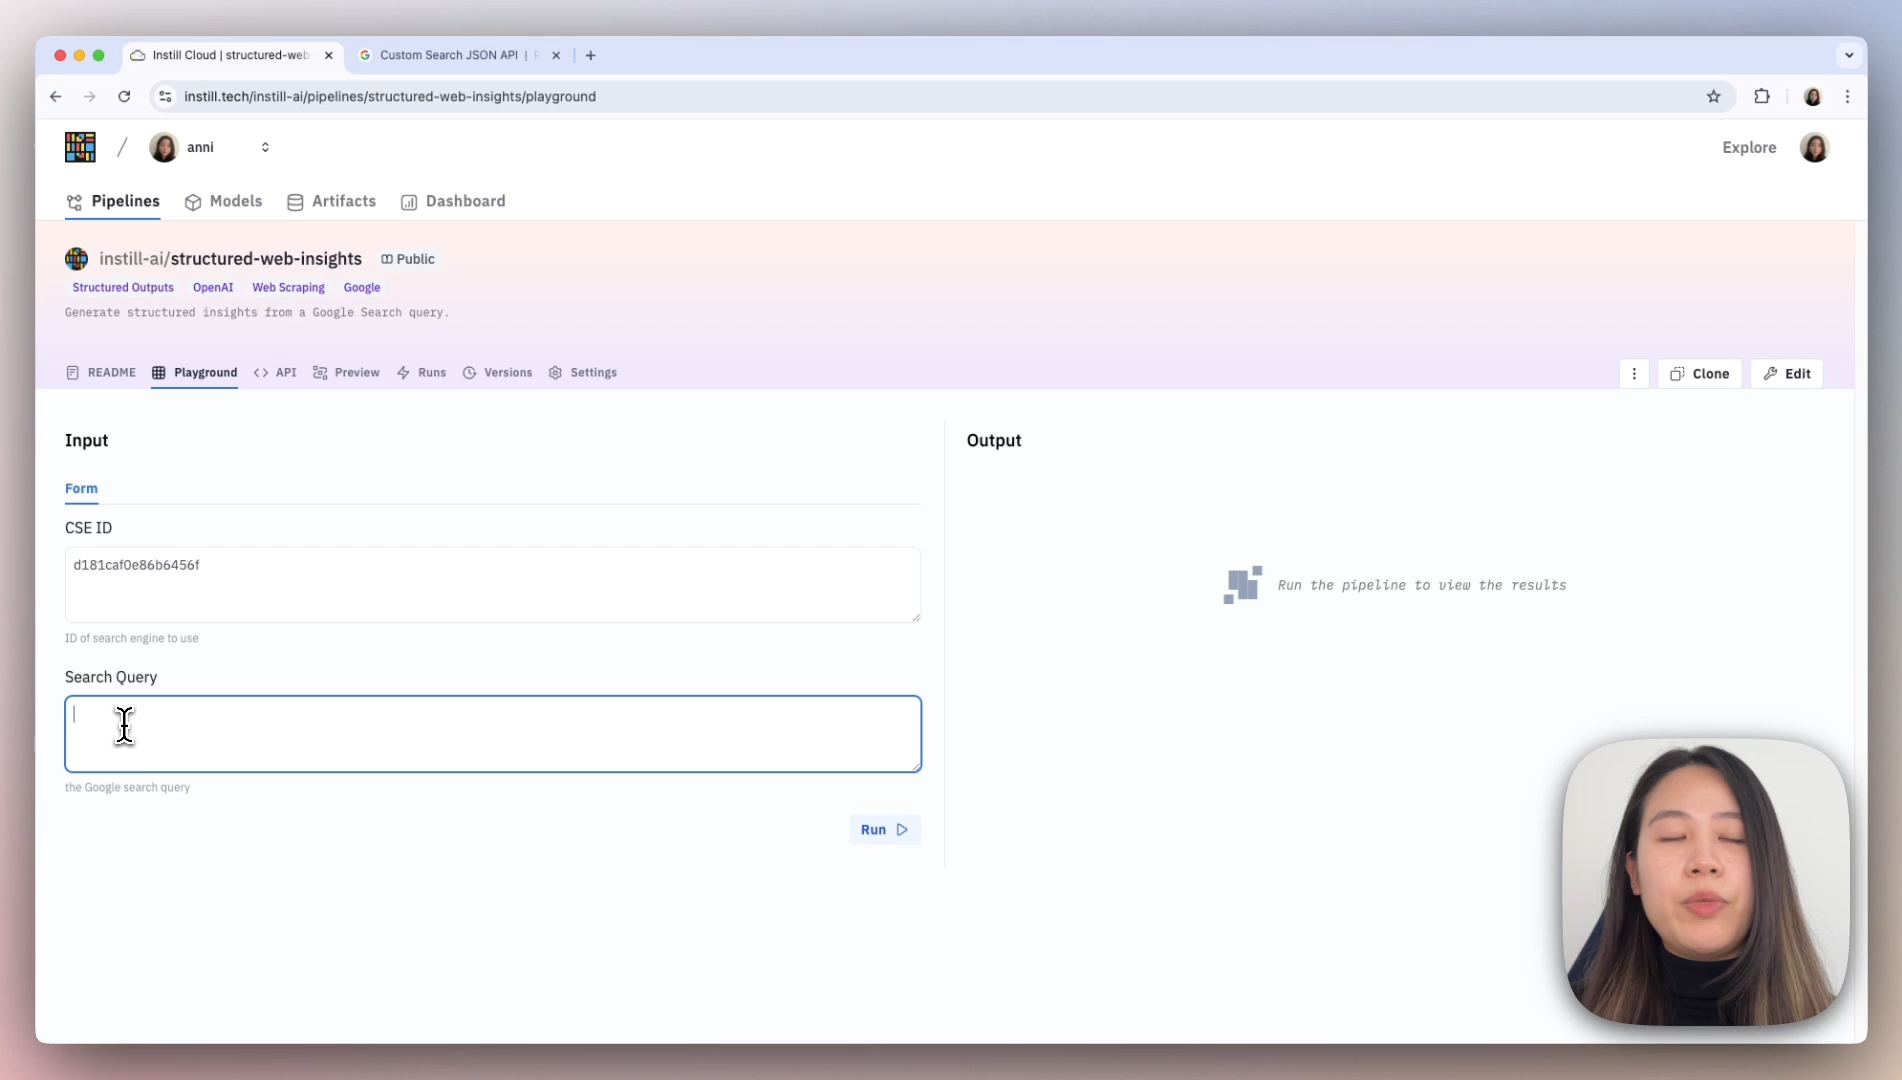 Instill Cloud | structured-web
Custom Search JSON API |
instill.tech/instill-ai/pipelines/structured-web-insights/playground
/ anni
Explore
Pipelines Models Artifacts Dashboard
instill-ai/structured-web-insights Public
Structured Outputs OpenAI Web Scraping Google
Generate structured insights from a Google Search query.
README Playground API Preview Runs Versions Settings
Clone Edit
Input
Output
Form
CSE ID
d181caf0e86b6456f
Run the pipeline to view the results
ID of search engine to use
Search Query
the Google search query
Run